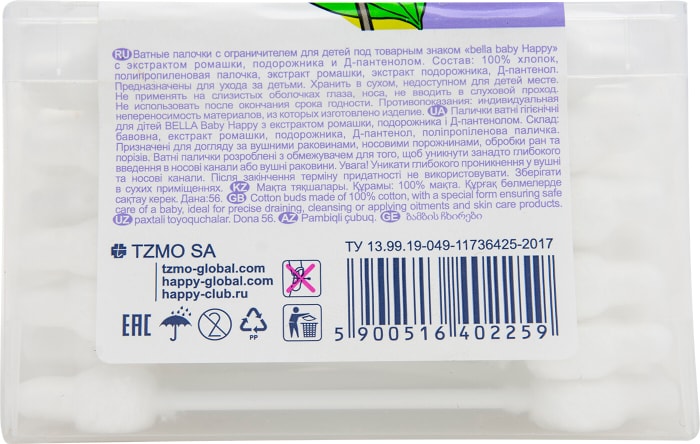 RU Ватные палочки с ограничителем для детей под товарным знаком «bella baby Happy»
с экстрактом ромашки, подорожника и Д-пантенолом. Состав: 100% хлопок,
полипропиленовая палочка, экстракт ромашки, экстракт подорожника, Д-пантенол.
Предназначены для ухода за детьми. Хранить в сухом, недоступном для детей месте.
Не применять на слизистых оболочках глаза, носа, не вводить в слуховой проход.
Не использовать после окончания срока годности. Противопоказания: индивидуальная
непереносимость материалов, из которых изготовлено изделие. UA Палички ватні гігієнічні
для дітей BELLA Baby Happy з екстрактом ромашки, подорожника і Д-пантенолом. Склад:
бавовна, екстракт ромашки, подорожника, Д-пантенол, поліпропіленова паличка.
Призначені для догляду за вушними раковинами, носовими порожнинами, обробки ран та
порізів. Ватні палички розроблені з обмежувачем для того, щоб уникнути занадто глибокого
введення в носові канали або вушні раковини. Увага! Уникати глибокого проникнення у вушні
та носові канали. Після закінчення терміну придатності не використовувати. Зберігати
в сухих приміщеннях. KZ Мақта таяқшалары. Құрамы: 100% мақта. Құрғақ бөлмелерде
сақтау керек. Дана:56. GB Cotton buds made of 100% cotton, with a special form ensuring safe
care of a baby, ideal for precise draining, cleansing or applying oitments and skin care products.
UZ paxtali toyoquchalar. Dona 56. AZ Pambiqli çubuq. GE ბამბის ჩხირები
TZMO SA
ТУ 13.99.19-049-11736425-2017
tzmo-global.com
happy-global.com
happy-club.ru
EAC
2
PP
5 900516 402259